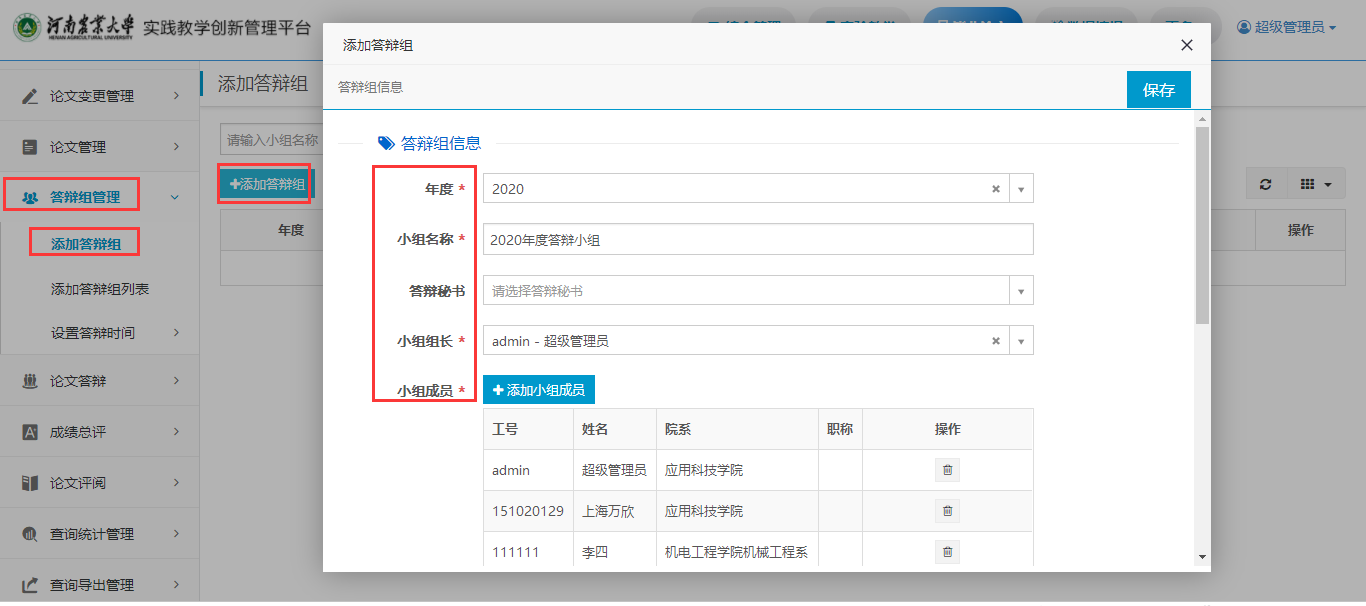 河南农业大学 实践教学创新管理平台
HENAN AGRICULTURAL UNIVERSITY
超级管理员
论文变更管理
论文管理
答辩组管理
添加答辩组
添加答辩组列表
设置答辩时间
论文答辩
成绩总评
论文评阅
查询统计管理
查询导出管理
添加答辩组
请输入小组名称
添加答辩组
年度
操作
添加答辩组
答辩组信息
保存
答辩组信息
年度 *
2020
小组名称 *
2020年度答辩小组
答辩秘书
请选择答辩秘书
小组组长 *
admin - 超级管理员
小组成员 *
添加小组成员
工号 姓名 院系 职称 操作
admin 超级管理员 应用科技学院
151020129 上海万欣 应用科技学院
111111 李四 机电工程学院机械工程系